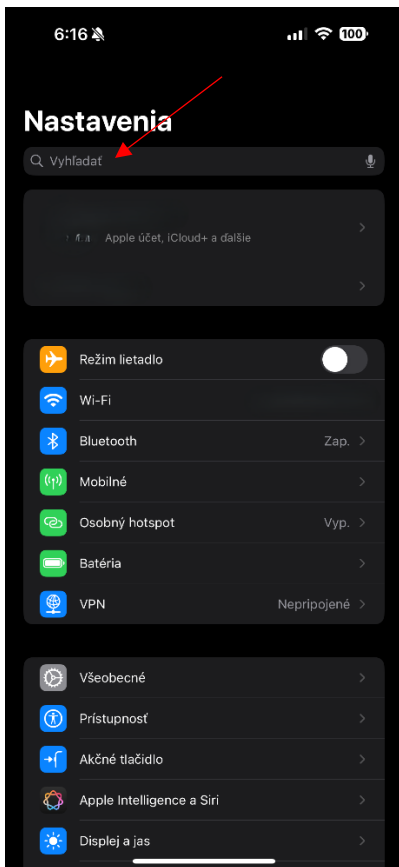 6:16
100
Nastavenia
Vyhľadať
Apple účet, iCloud+ a ďalšie
Režim lietadlo
Wi-Fi
Bluetooth Zap.
Mobilné
Osobný hotspot Vyp.
Batéria
VPN Nepripojené
Všeobecné
Prístupnosť
Akčné tlačidlo
Apple Intelligence a Siri
Displej a jas